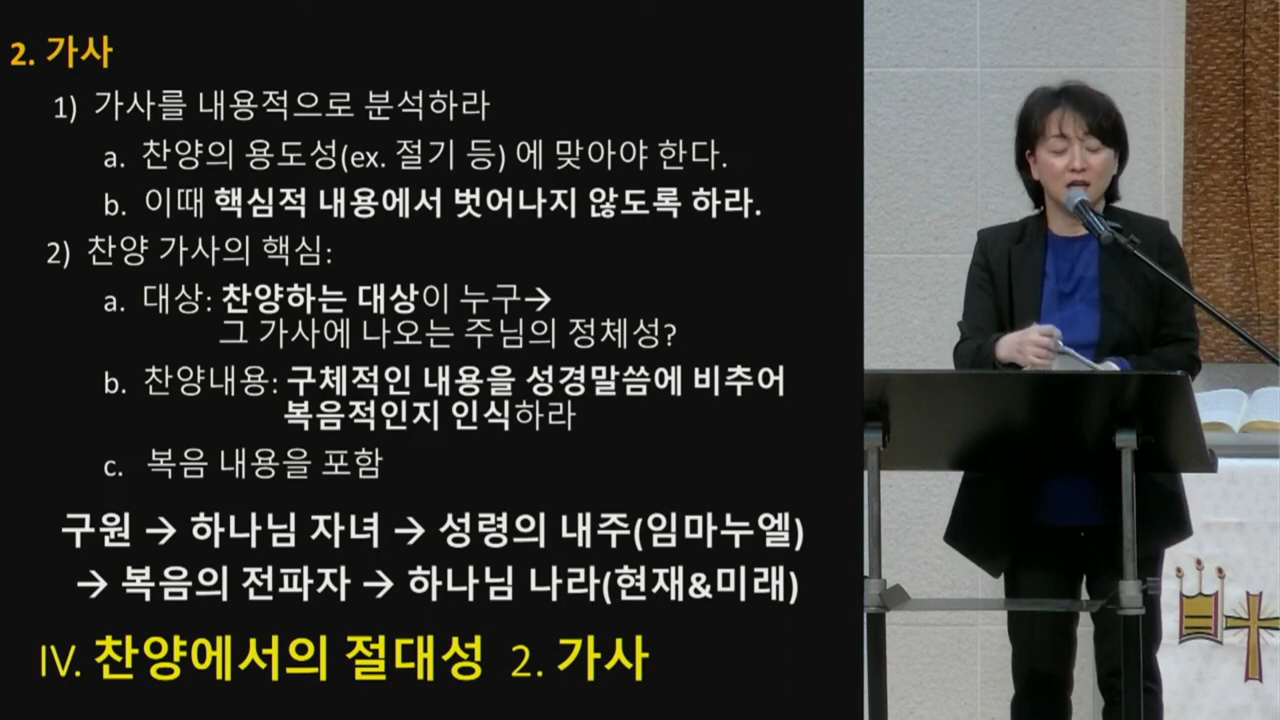 2. 가사
1) 가사를 내용적으로 분석하라
a. 찬양의 용도성(ex. 절기 등) 에 맞아야 한다.
b. 이때 핵심적 내용에서 벗어나지 않도록 하라.
2) 찬양 가사의 핵심:
a. 대상: 찬양하는 대상이 누구→
그 가사에 나오는 주님의 정체성?
b. 찬양내용: 구체적인 내용을 성경말씀에 비추어
복음적인지 인식하라
c. 복음 내용을 포함
구원 → 하나님 자녀 → 성령의 내주(임마누엘)
→ 복음의 전파자 → 하나님 나라(현재&미래)
IV. 찬양에서의 절대성 2. 가사